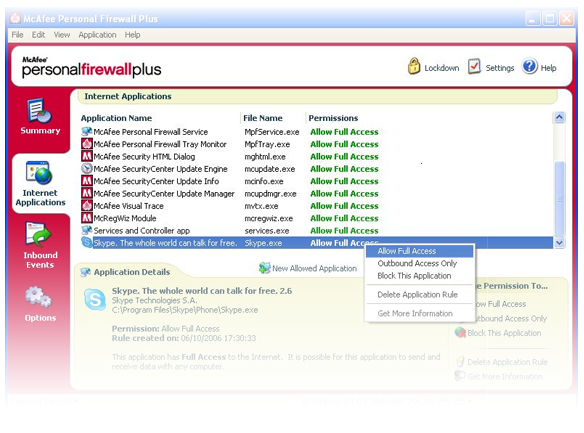 McAfee Personal Firewall Plus
File Edit View Application Help
McAfee
personalfirewallplus
Lockdown Settings Help
Internet Applications
Summary
Internet
Applications
Inbound
Events
Options
Application Name File Name Permissions
McAfee Personal Firewall Service MpfService.exe Allow Full Access
McAfee Personal Firewall Tray Monitor MpfTray.exe Allow Full Access
McAfee Security HTML Dialog mghtml.exe Allow Full Access
McAfee SecurityCenter Update Engine mcupdate.exe Allow Full Access
McAfee SecurityCenter Update Info mcinfo.exe Allow Full Access
McAfee SecurityCenter Update Manager mcupdmgr.exe Allow Full Access
McAfee Visual Trace mvtx.exe Allow Full Access
McRegWiz Module mcregwiz.exe Allow Full Access
Services and Controller app services.exe Allow Full Access
Skype. The whole world can talk for free. Skype.exe Allow Full Access
Allow Full Access
Outbound Access Only
Block This Application
Delete Application Rule
Get More Information
Application Details
New Allowed Application
Skype. The whole world can talk for free. 2.6
Skype Technologies S.A.
C:\Program Files\Skype\Phone\Skype.exe
Permission: Allow Full Access
Rule created on: 06/10/2006 17:30:33
This application has Full Access to the Internet. It is possible for this application to send and
receive data with any computer.
Permission To...
ow Full Access
utbound Access Only
Block This Application
Delete Application Rule
Get More Information